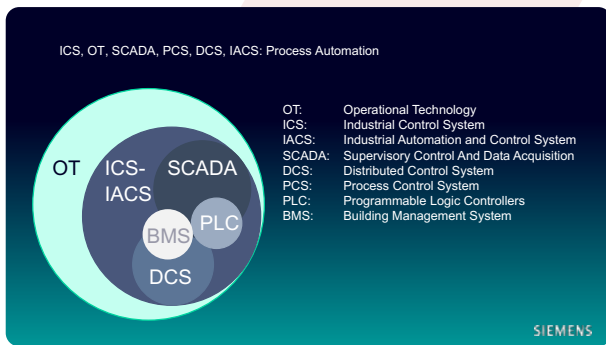 ICS, OT, SCADA, PCS, DCS, IACS: Process Automation
OT
ICS-
IACS
SCADA
PLC
BMS
DCS
OT: Operational Technology
ICS: Industrial Control System
IACS: Industrial Automation and Control System
SCADA: Supervisory Control And Data Acquisition
DCS: Distributed Control System
PCS: Process Control System
PLC: Programmable Logic Controllers
BMS: Building Management System
SIEMENS